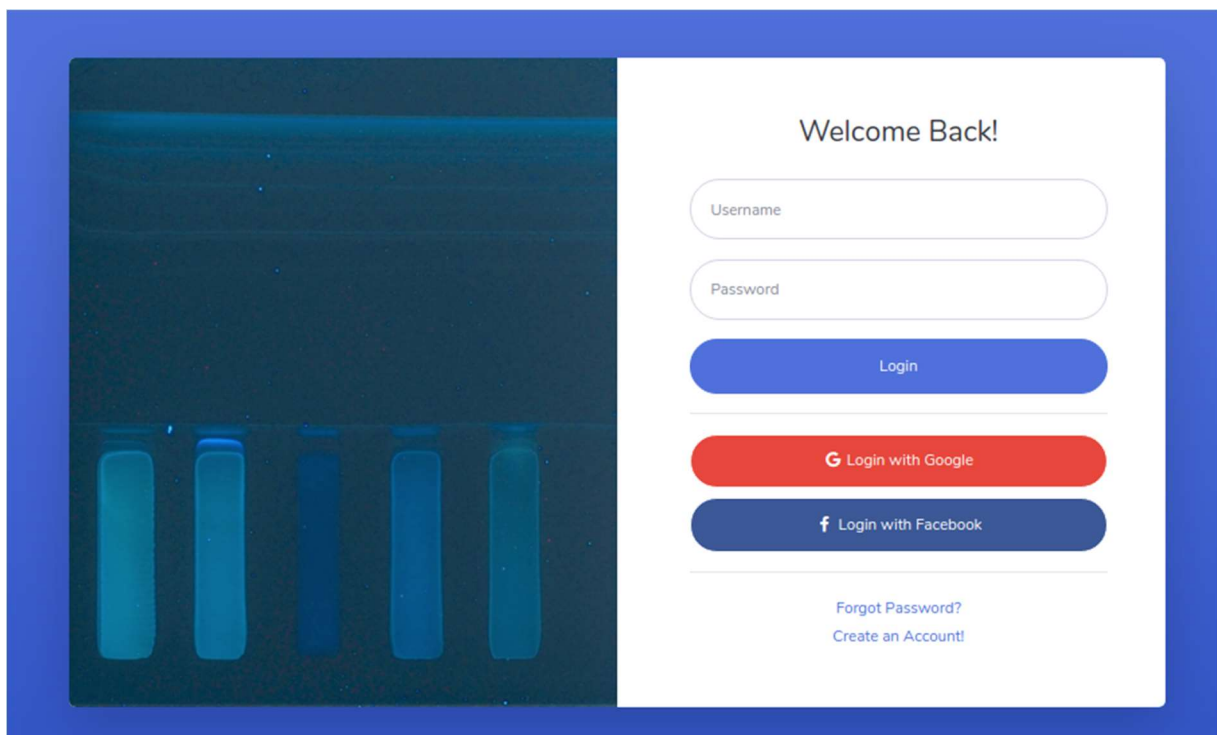 Welcome Back!
Username
Password
Login
Login with Google
Login with Facebook
Forgot Password?
Create an Account!